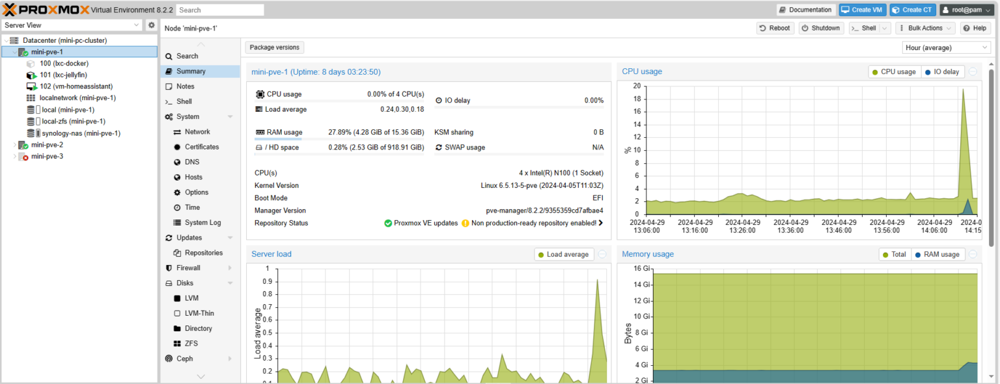 PROXMOX Virtual Environment 8.2.2 Search Documentation Create VM Create CT root@pam
Server View
Datacenter (mini-pc-cluster)
mini-pve-1
100 (lxc-docker)
101 (lxc-jellyfin)
102 (vm-homeassistant)
localnetwork (mini-pve-1)
local (mini-pve-1)
local-zfs (mini-pve-1)
synology-nas (mini-pve-1)
mini-pve-2
mini-pve-3
Node 'mini-pve-1' Reboot Shutdown Shell Bulk Actions Help
Search
Summary
Notes
Shell
System
Network
Certificates
DNS
Hosts
Options
Time
System Log
Updates
Repositories
Firewall
Disks
LVM
LVM-Thin
Directory
ZFS
Ceph
Package versions Hour (average)
mini-pve-1 (Uptime: 8 days 03:23:50)
CPU usage 0.00% of 4 CPU(s)
Load average 0.24,0.30,0.18
IO delay 0.00%
RAM usage 27.89% (4.28 GiB of 15.36 GiB)
KSM sharing 0 B
/ HD space 0.28% (2.53 GiB of 918.91 GiB)
SWAP usage N/A
CPU(s) 4 x Intel(R) N100 (1 Socket)
Kernel Version Linux 6.5.13-5-pve (2024-04-05T11:03Z)
Boot Mode EFI
Manager Version pve-manager/8.2.2/9355359cd7afbae4
Repository Status Proxmox VE updates Non production-ready repository enabled!
CPU usage CPU usage IO delay
20
18
16
14
12
%
10
8
6
4
2
0
2024-04-29 2024-04-29 2024-04-29 2024-04-29 2024-04-29 2024-04-29 2024-04-29 2024-0
13:06:00 13:16:00 13:26:00 13:36:00 13:46:00 13:56:00 14:06:00 14:15
Server load Load average
1
0.9
0.8
0.7
0.6
Load average
0.5
0.4
0.3
0.2
0.1
Memory usage Total RAM usage
16 Gi
14 Gi
12 Gi
10 Gi
Bytes
8 Gi
6 Gi
4 Gi
2 Gi